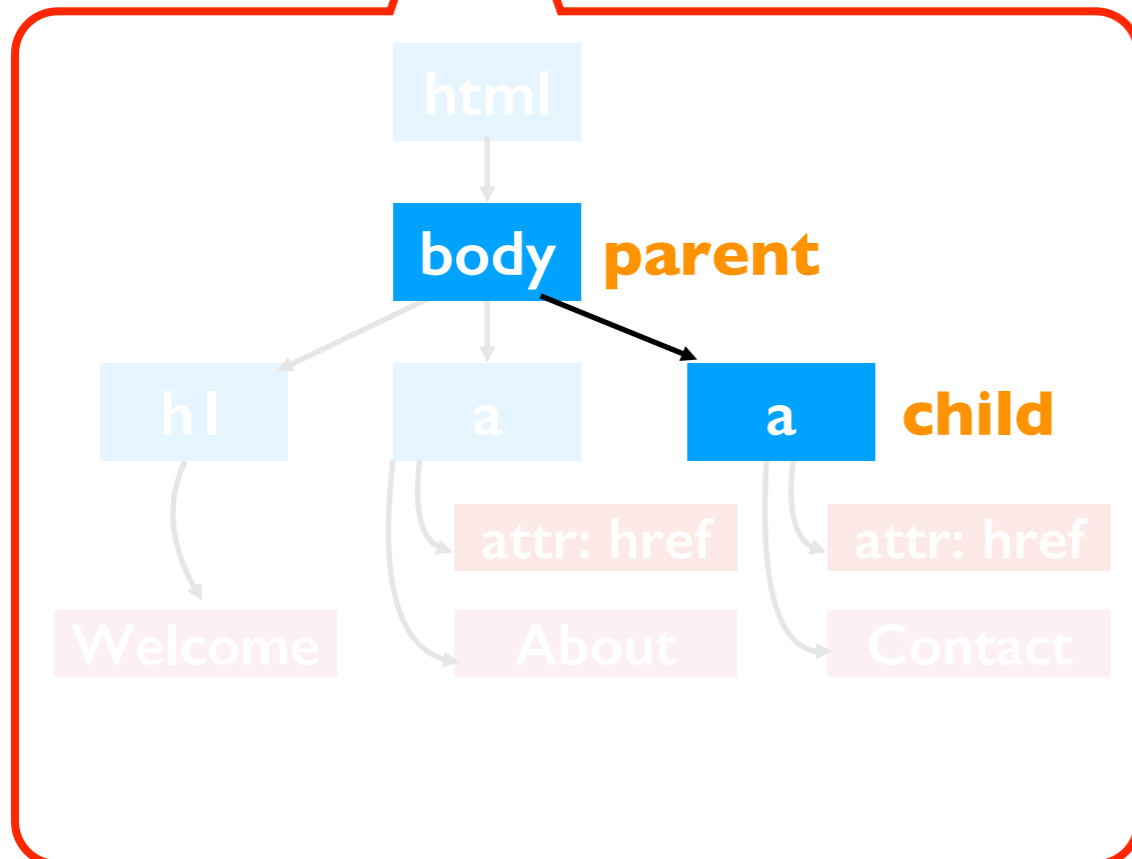 html
body parent
h1 a a child
attr: href attr: href
Welcome About Contact